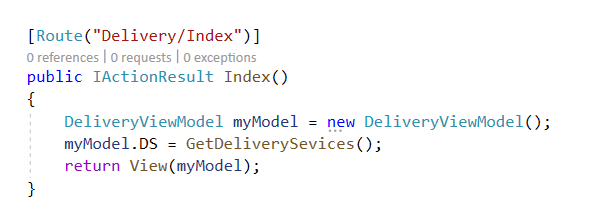 [Route("Delivery/Index")]
0 references | 0 requests | 0 exceptions
public IActionResult Index()
{
DeliveryViewModel myModel = new DeliveryViewModel();
myModel.DS = GetDeliverySevices();
return View(myModel);
}